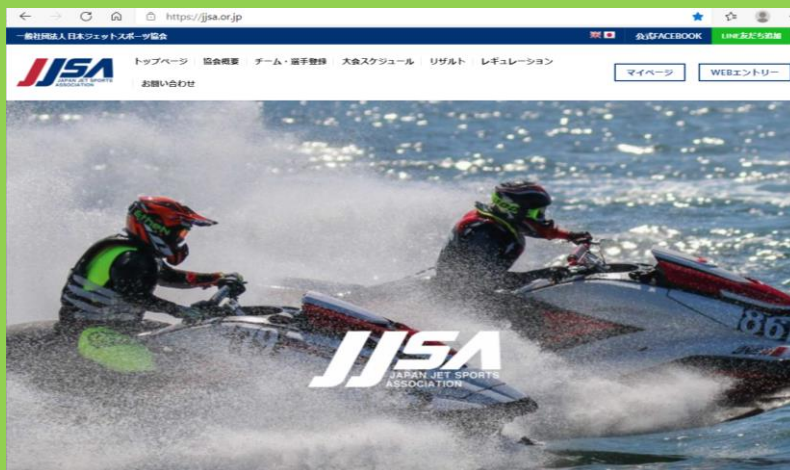 https://jjsa.or.jp
一般社団法人 日本ジェットスポーツ協会
公式FACEBOOK
LINE友だち追加
JJSA
JAPAN JET SPORTS
ASSOCIATION
トップページ 協会概要 チーム・選手登録 大会スケジュール リザルト レギュレーション
お問い合わせ
マイページ
WEBエントリー
86
JJSA
JAPAN JET SPORTS
ASSOCIATION